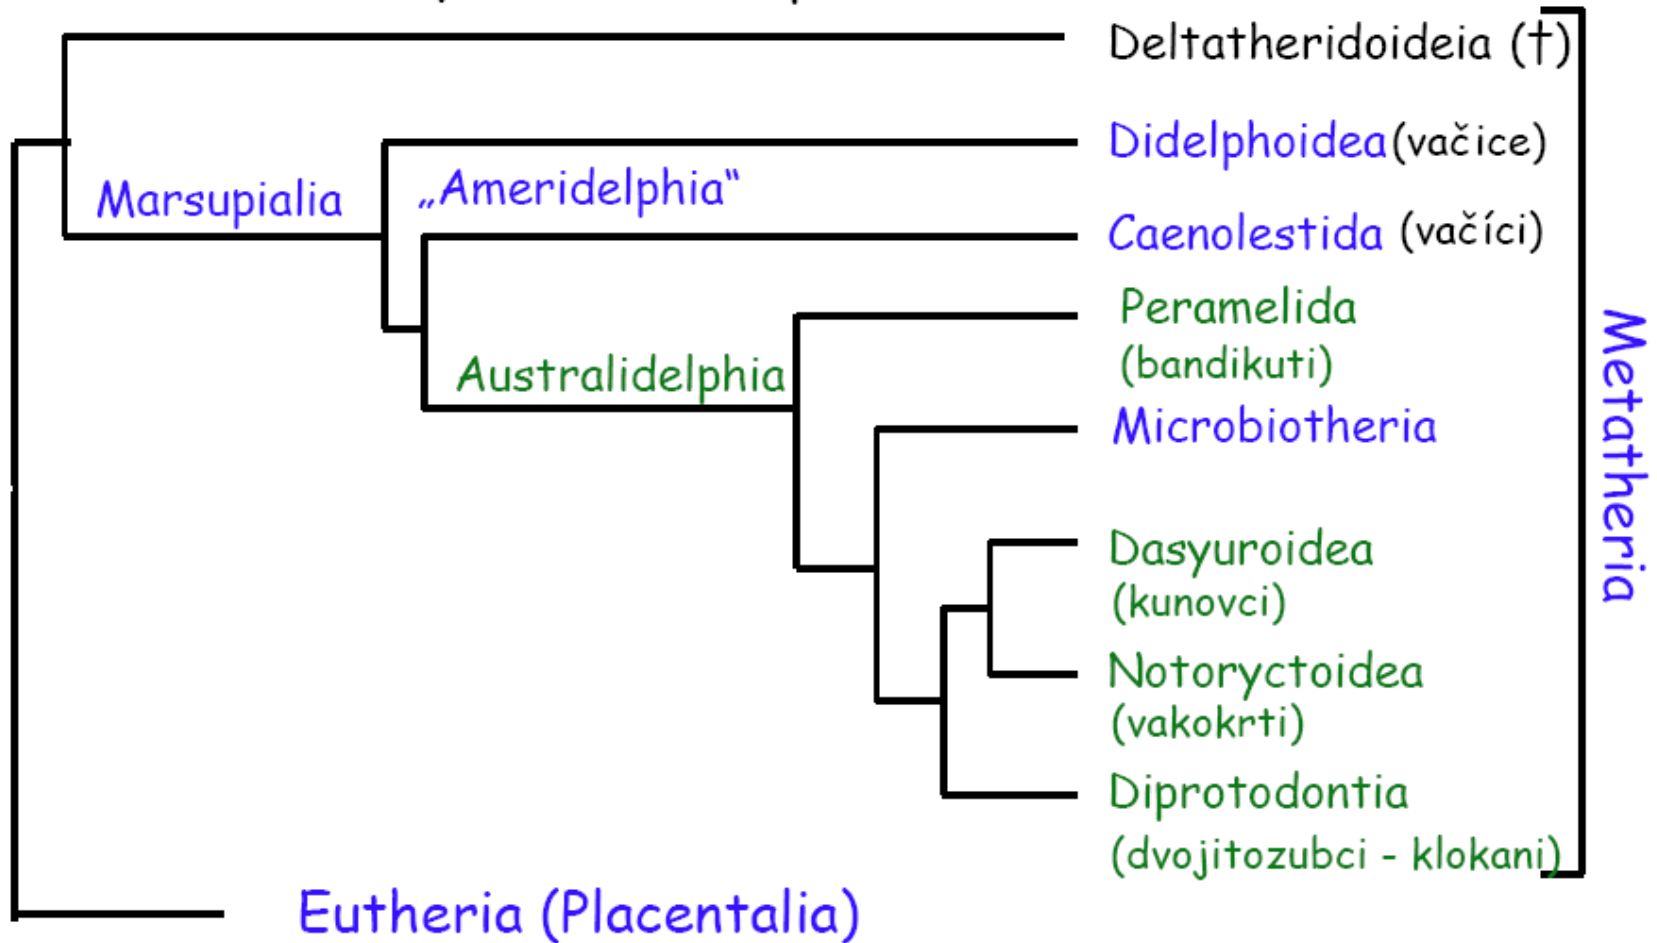 Deltatheridoideia (†)
Didelphoidea (vačice)
Marsupialia
„Ameridelphia“
Caenolestida (vačíci)
Peramelida
(bandikuti)
Australidelphia
Microbiotheria
Metatheria
Dasyuroidea
(kunovci)
Notoryctoidea
(vakokrti)
Diprotodontia
(dvojitozubci - klokani)
Eutheria (Placentalia)